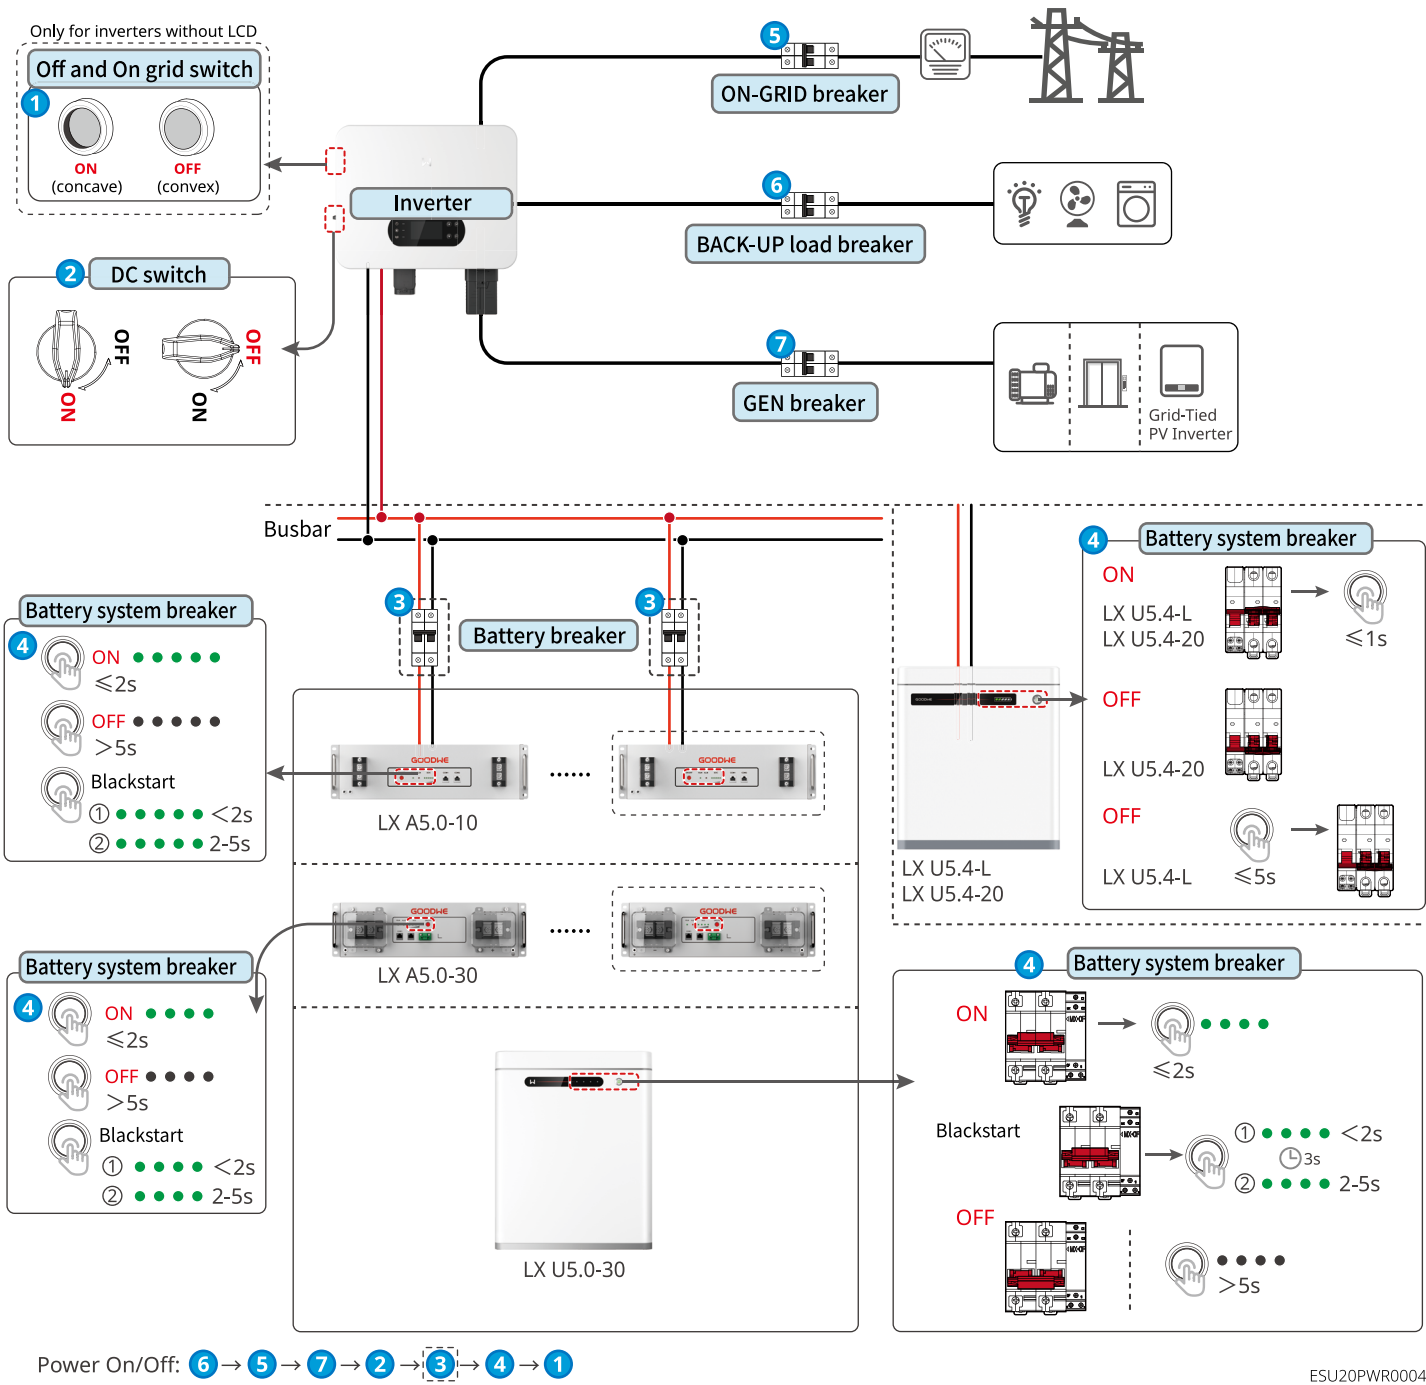 Only for inverters without LCD
Off and On grid switch
1
ON
(concave)
OFF
(convex)
2
DC switch
OFF
ON
OFF
ON
Inverter
5
ON-GRID breaker
6
BACK-UP load breaker
7
GEN breaker
Grid-Tied
PV Inverter
Busbar
3
Battery breaker
3
Battery system breaker
4
ON
≤2s
OFF
>5s
Blackstart
① <2s
② 2-5s
GOODWE
......
GOODWE
LX A5.0-10
GOODWE
......
GOODWE
LX A5.0-30
Battery system breaker
4
ON
≤2s
OFF
>5s
Blackstart
① <2s
② 2-5s
LX U5.0-30
GOODWE
LX U5.4-L
LX U5.4-20
4
Battery system breaker
ON
LX U5.4-L
LX U5.4-20
≤1s
OFF
LX U5.4-20
OFF
LX U5.4-L
≤5s
4
Battery system breaker
ON
≤2s
Blackstart
① <2s
3s
② 2-5s
OFF
>5s
Power On/Off: 6 → 5 → 7 → 2 → 3 → 4 → 1
ESU20PWR0004